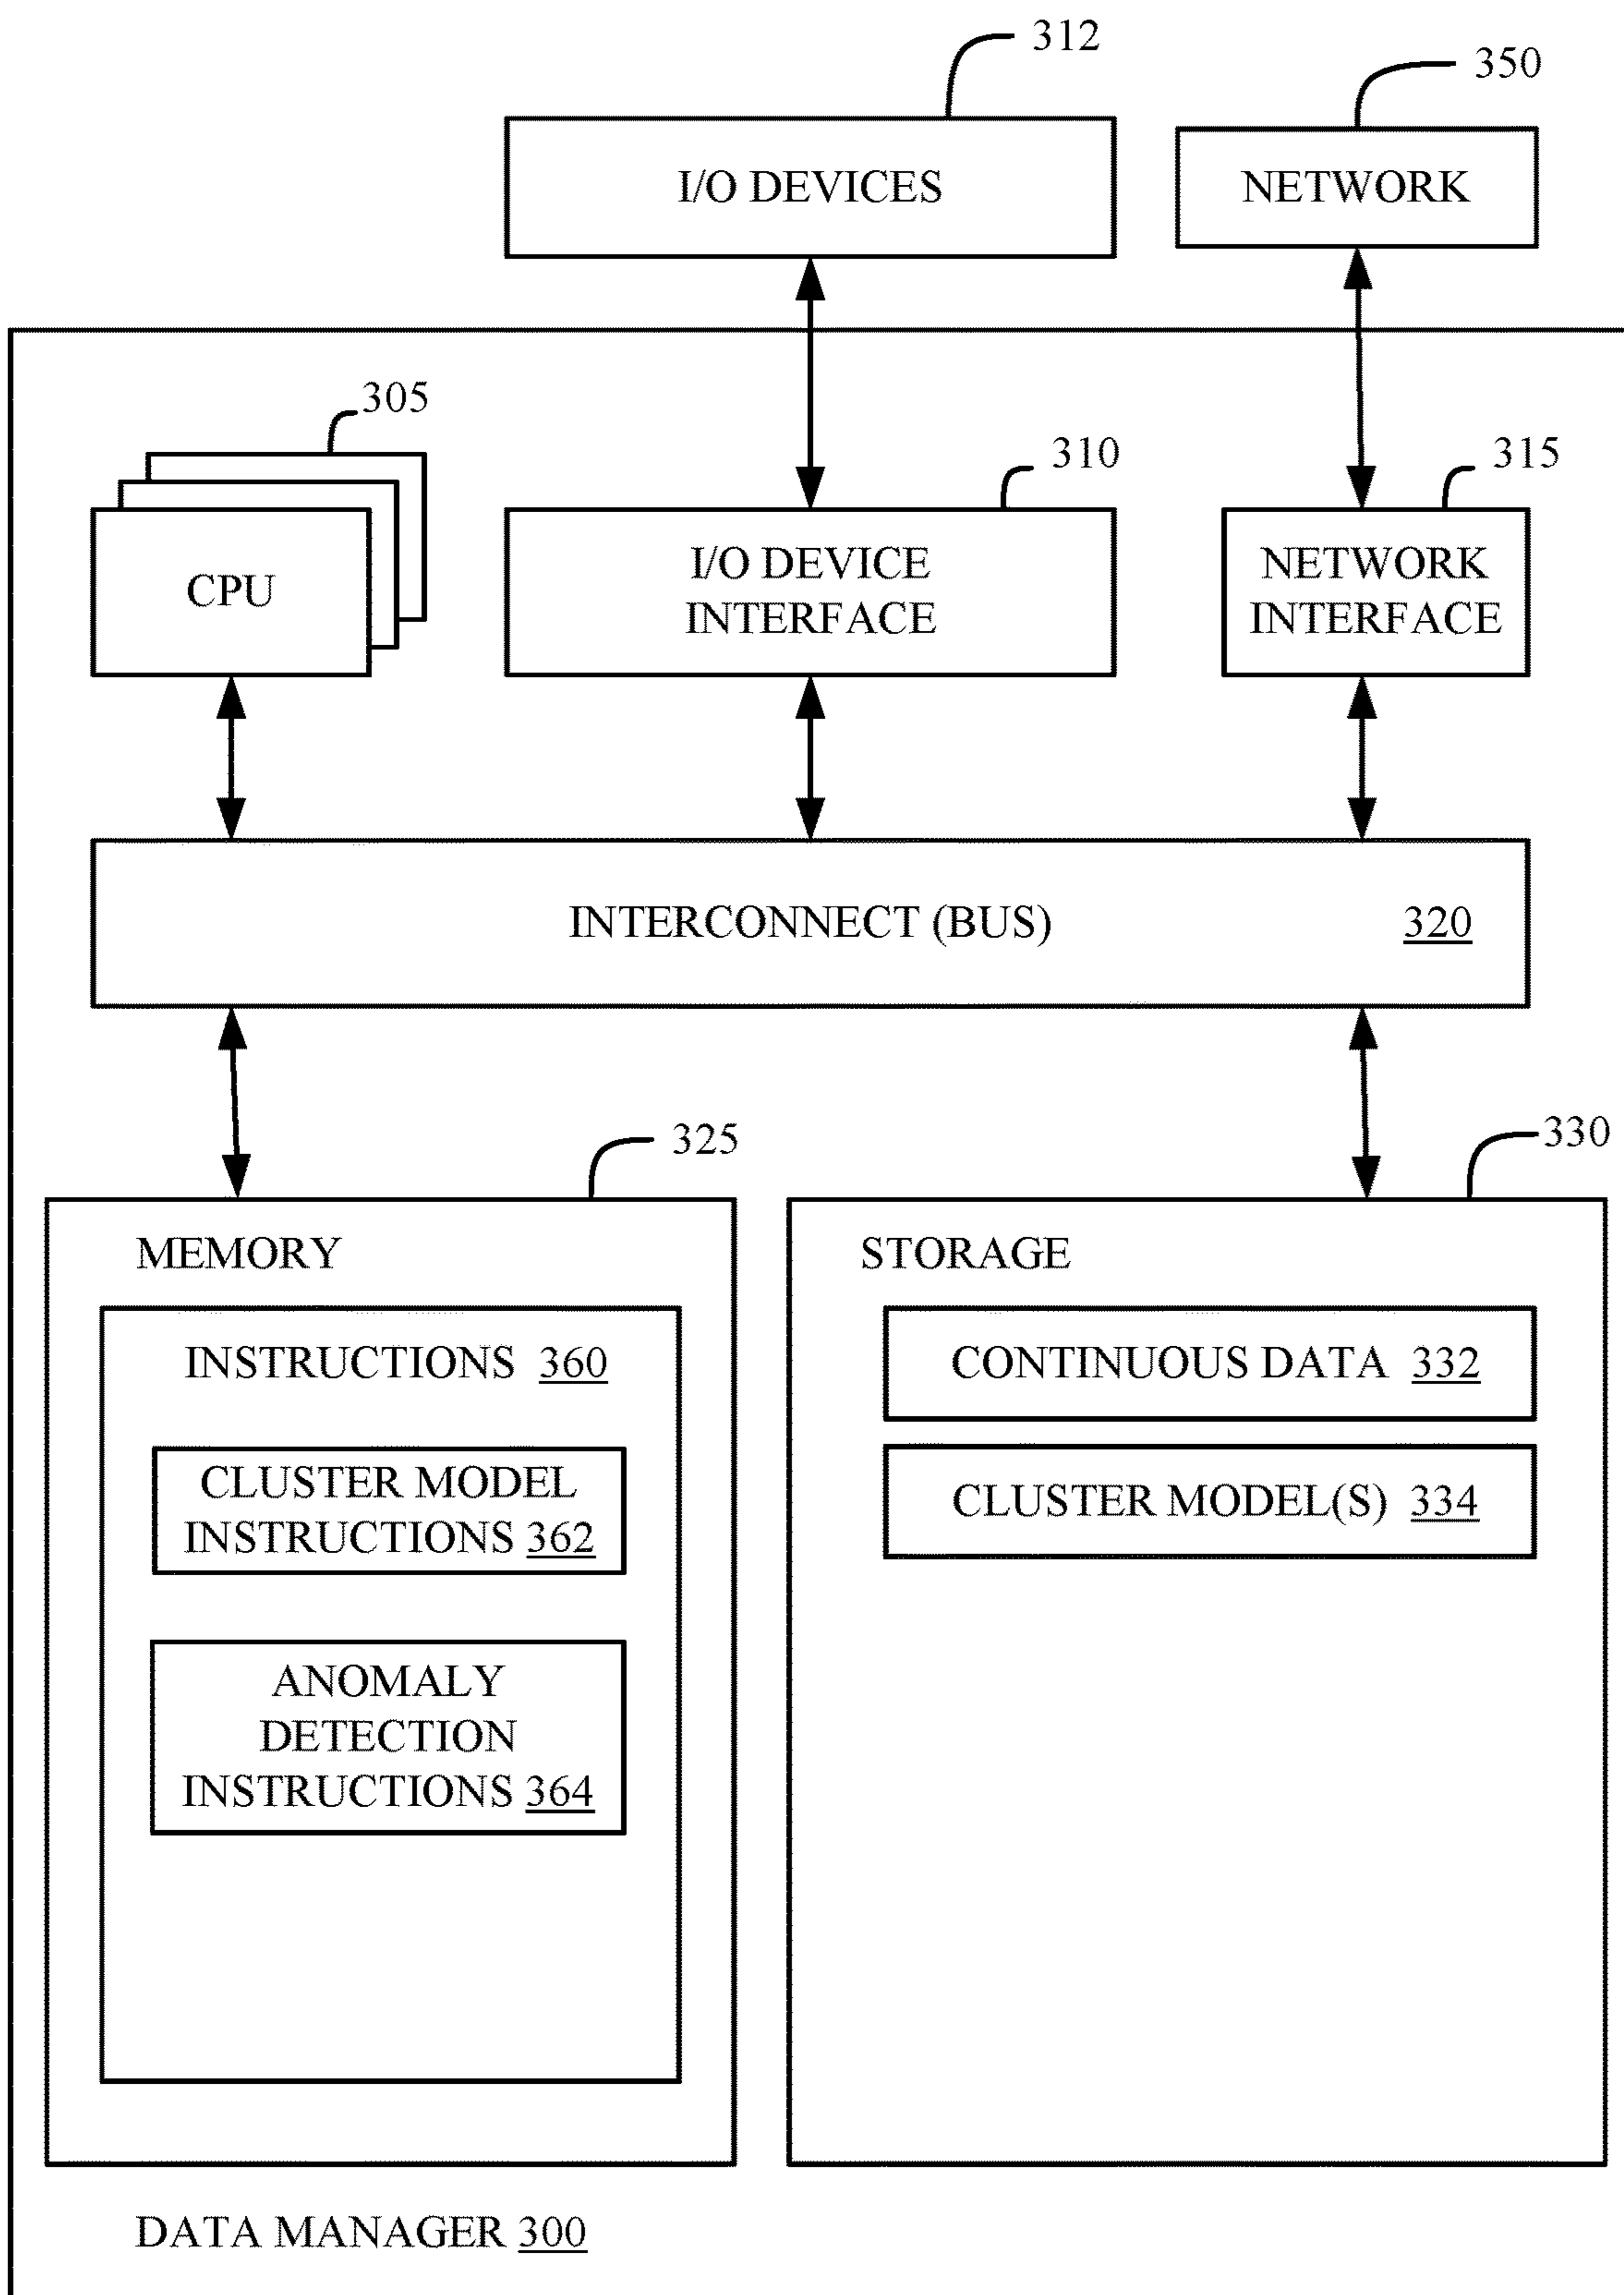 312
350
I/O DEVICES
NETWORK
305
310
315
CPU
I/O DEVICE
INTERFACE
NETWORK
INTERFACE
INTERCONNECT (BUS) 320
325
330
MEMORY
INSTRUCTIONS 360
CLUSTER MODEL
INSTRUCTIONS 362
ANOMALY
DETECTION
INSTRUCTIONS 364
STORAGE
CONTINUOUS DATA 332
CLUSTER MODEL(S) 334
DATA MANAGER 300